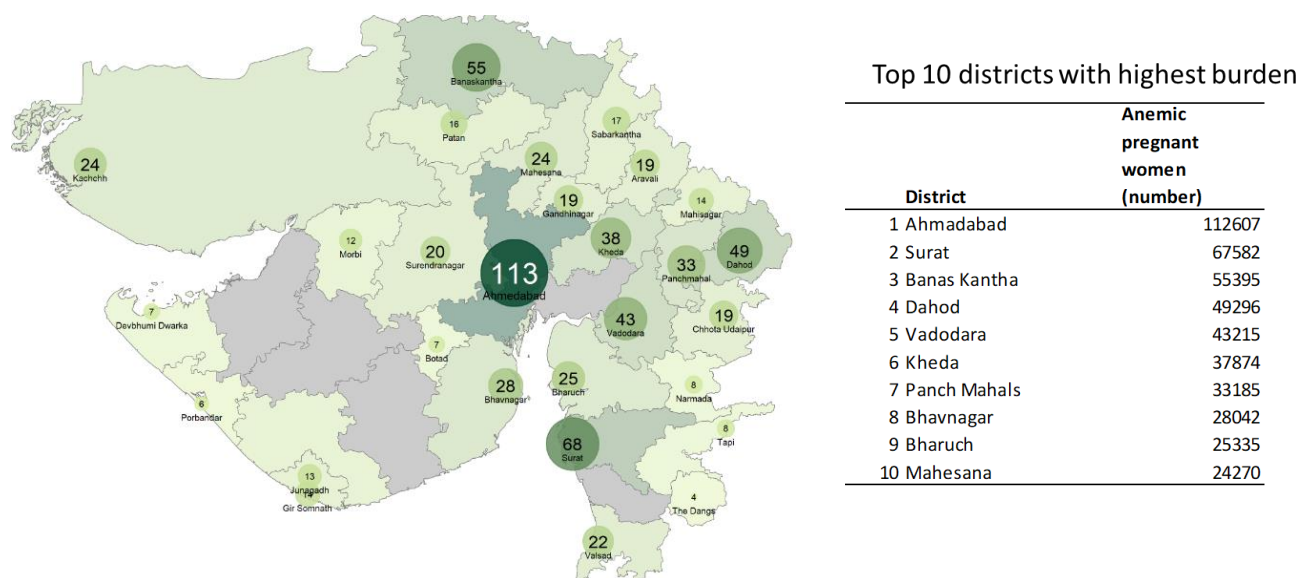 55
Banaskantha
16
Patan
17
Sabarkantha
24
Kachchh
24
Mahesana
19
Aravali
19
Gandhinagar
14
Mahisagar
12
Morbi
20
Surendranagar
38
Kheda
33
Panchmahal
49
Dahod
113
Ahmedabad
7
Devbhumi Dwarka
43
Vadodara
19
Chhota Udaipur
7
Botad
28
Bhavnagar
25
Bharuch
8
Narmada
6
Porbandar
68
Surat
8
Tapi
13
Junagadh
14
Gir Somnath
4
The Dangs
22
Valsad
Top 10 districts with highest burden
Anemic
pregnant
women
District (number)
1 Ahmadabad 112607
2 Surat 67582
3 Banas Kantha 55395
4 Dahod 49296
5 Vadodara 43215
6 Kheda 37874
7 Panch Mahals 33185
8 Bhavnagar 28042
9 Bharuch 25335
10 Mahesana 24270